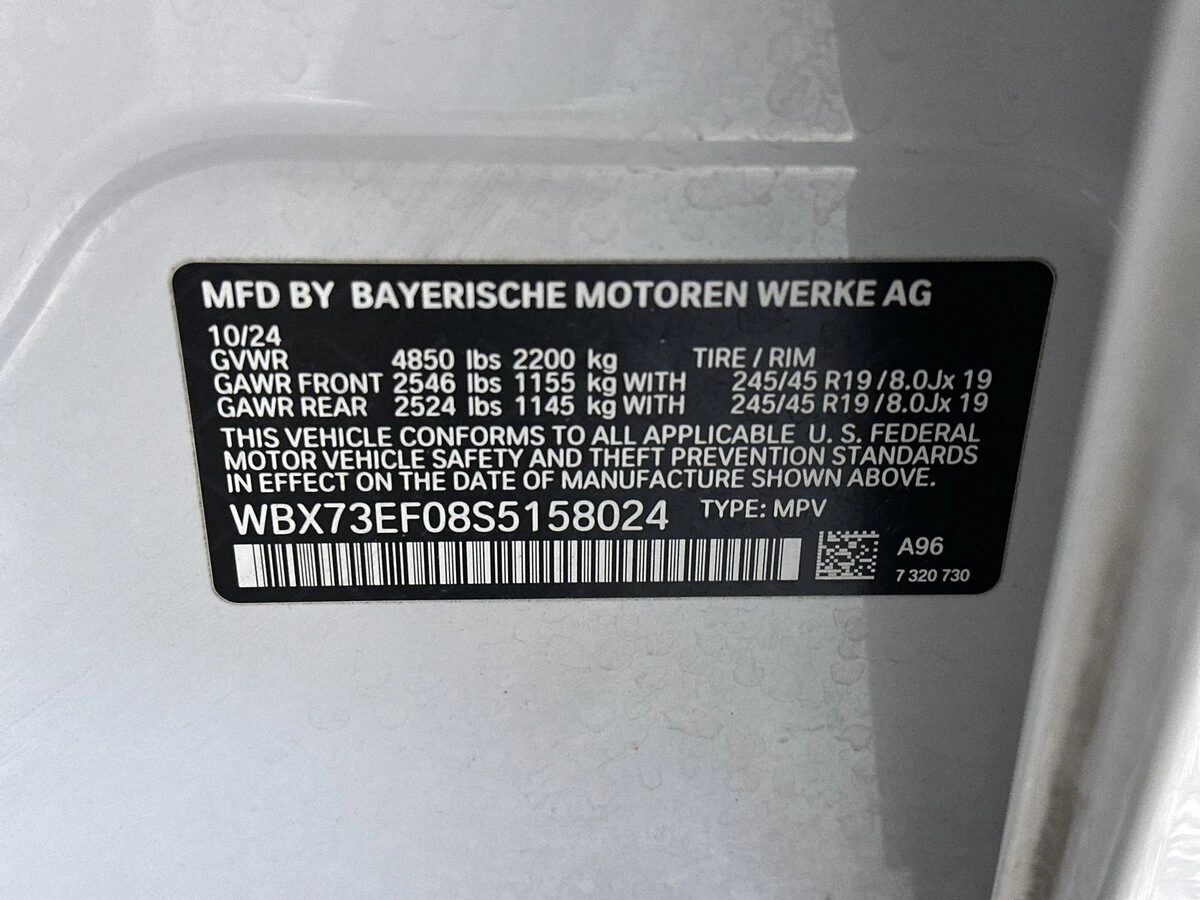 MFD BY BAYERISCHE MOTOREN WERKE AG
10/24
GVWR 4850 lbs 2200 kg TIRE / RIM
GAWR FRONT 2546 lbs 1155 kg WITH 245/45 R19 / 8.0Jx 19
GAWR REAR 2524 lbs 1145 kg WITH 245/45 R19 / 8.0Jx 19
THIS VEHICLE CONFORMS TO ALL APPLICABLE U. S. FEDERAL
MOTOR VEHICLE SAFETY AND THEFT PREVENTION STANDARDS
IN EFFECT ON THE DATE OF MANUFACTURE SHOWN ABOVE.
WBX73EF08S5158024 TYPE: MPV
A96
7 320 730